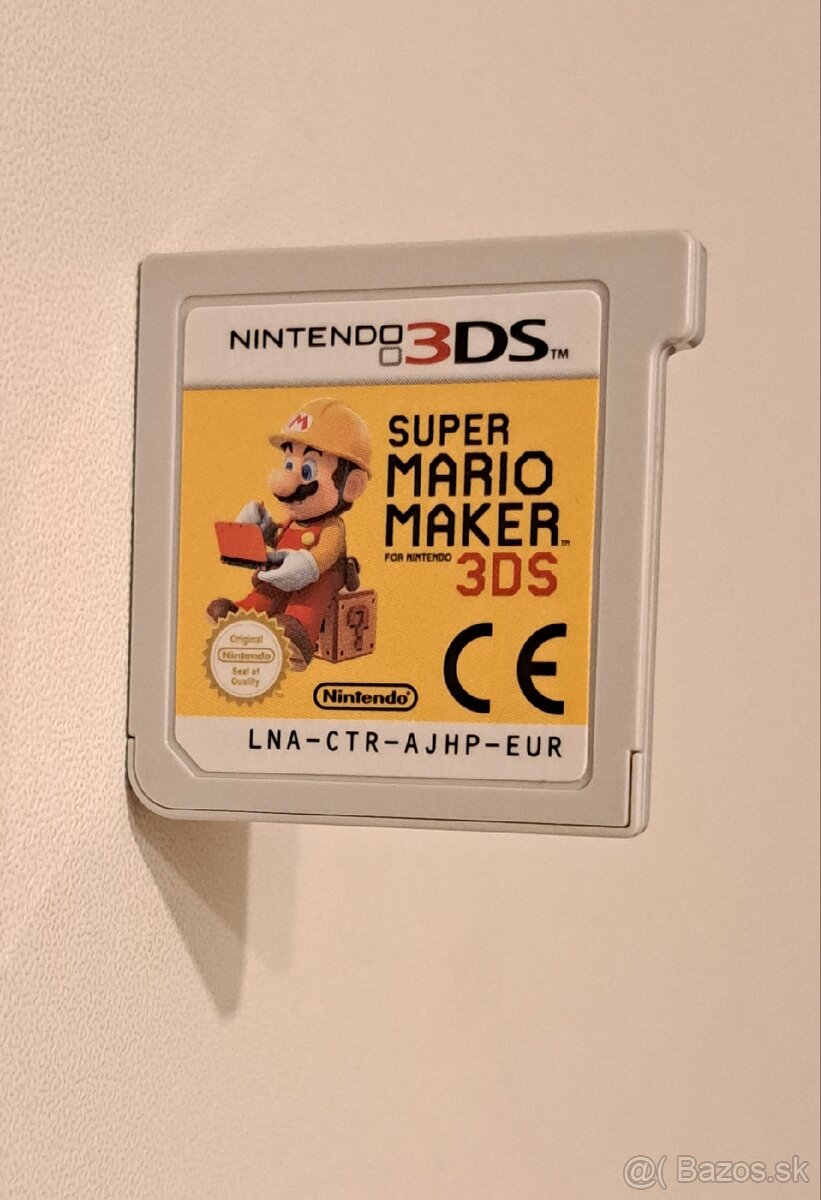 NINTENDO 3DS™
SUPER
MARIO
MAKER™
FOR NINTENDO 3DS
M
?
Original
Nintendo
Seal of
Quality
Nintendo®
CE
LNA-CTR-AJHP-EUR
@( Bazos.sk